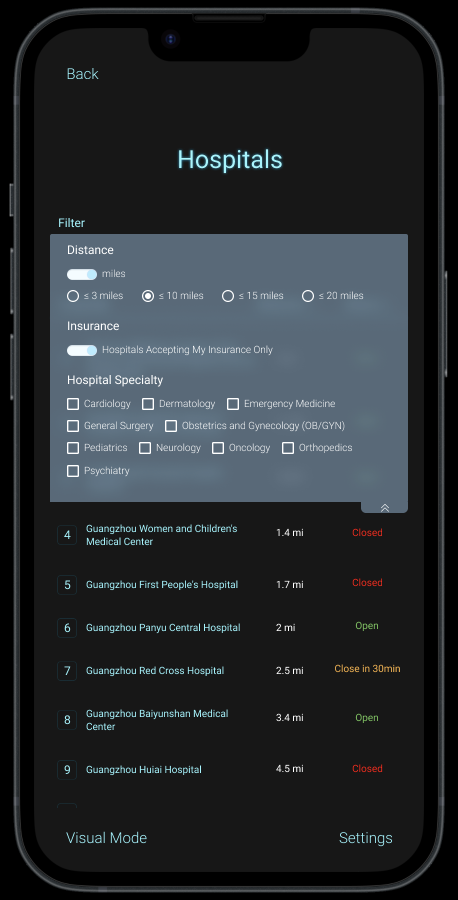 Back
Hospitals
Filter
Distance
miles
≤ 3 miles ≤ 10 miles ≤ 15 miles ≤ 20 miles
Insurance
Hospitals Accepting My Insurance Only
Hospital Specialty
Cardiology Dermatology Emergency Medicine
General Surgery Obstetrics and Gynecology (OB/GYN)
Pediatrics Neurology Oncology Orthopedics
Psychiatry
4 Guangzhou Women and Children's Medical Center 1.4 mi Closed
5 Guangzhou First People's Hospital 1.7 mi Closed
6 Guangzhou Panyu Central Hospital 2 mi Open
7 Guangzhou Red Cross Hospital 2.5 mi Close in 30min
8 Guangzhou Baiyunshan Medical Center 3.4 mi Open
9 Guangzhou Huiai Hospital 4.5 mi Closed
Visual Mode Settings